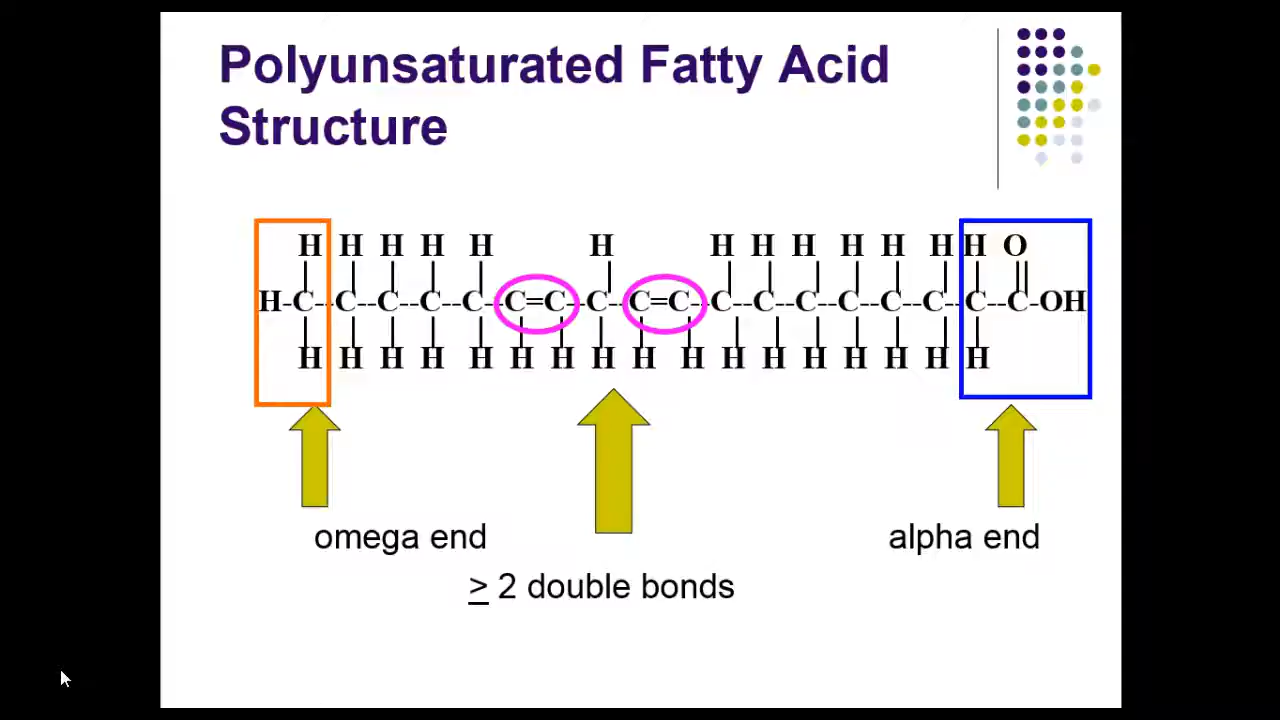 Polyunsaturated Fatty Acid
Structure
H H H H H H H H H H H H H O
H-C--C--C--C--C--C=C--C--C=C--C--C--C--C--C--C--C--C-OH
H H H H H H H H H H H H H H H H H
omega end
alpha end
≥ 2 double bonds